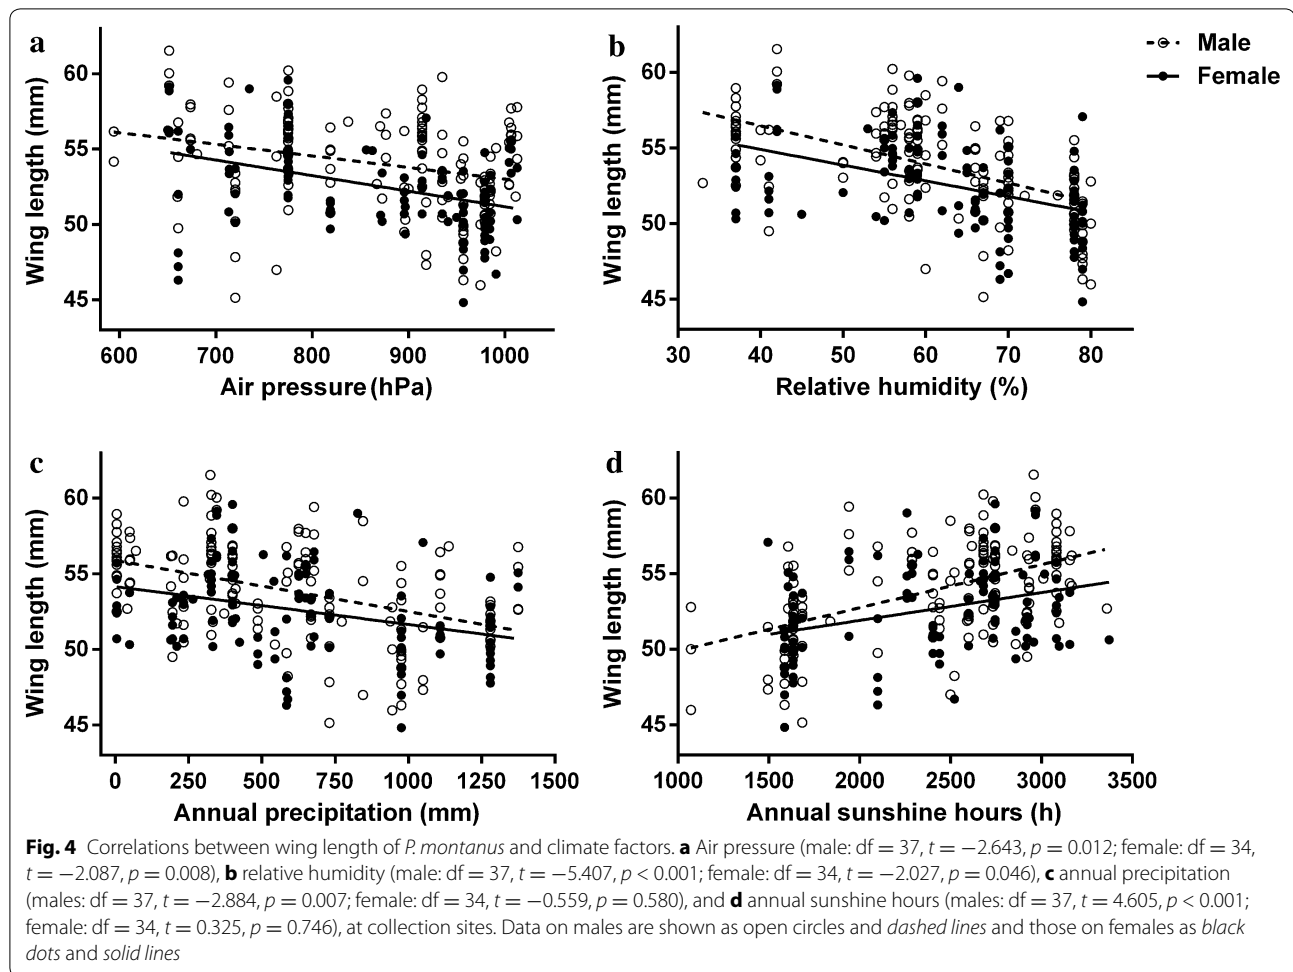 a
60
55
50
45
Wing length (mm)
600 700 800 900 1000
Air pressure (hPa)
b
60
55
50
45
Wing length (mm)
30 40 50 60 70 80
Relative humidity (%)
Male
Female
c
60
55
50
45
Wing length (mm)
0 250 500 750 1000 1250 1500
Annual precipitation (mm)
d
60
55
50
45
Wing length (mm)
1000 1500 2000 2500 3000 3500
Annual sunshine hours (h)
Fig. 4 Correlations between wing length of P. montanus and climate factors. a Air pressure (male: df = 37, t = −2.643, p = 0.012; female: df = 34,
t = −2.087, p = 0.008), b relative humidity (male: df = 37, t = −5.407, p < 0.001; female: df = 34, t = −2.027, p = 0.046), c annual precipitation
(males: df = 37, t = −2.884, p = 0.007; female: df = 34, t = −0.559, p = 0.580), and d annual sunshine hours (males: df = 37, t = 4.605, p < 0.001;
female: df = 34, t = 0.325, p = 0.746), at collection sites. Data on males are shown as open circles and dashed lines and those on females as black
dots and solid lines